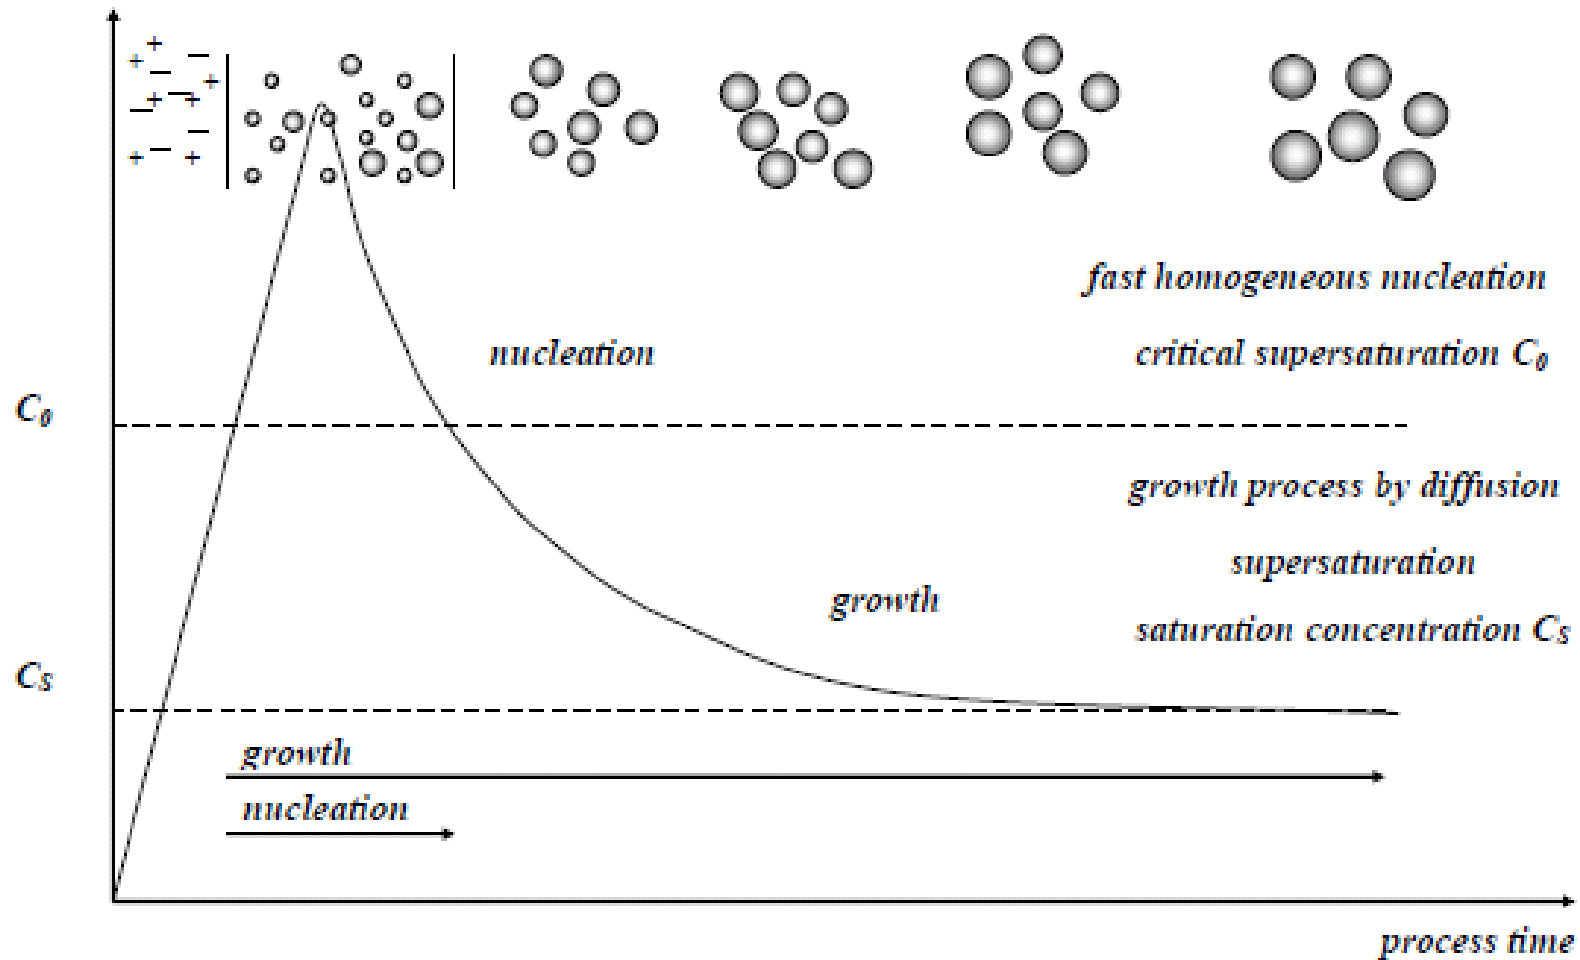 fast homogeneous nucleation
nucleation
critical supersaturation C₀
C₀
growth process by diffusion
supersaturation
growth
saturation concentration Cₛ
Cₛ
growth
nucleation
process time